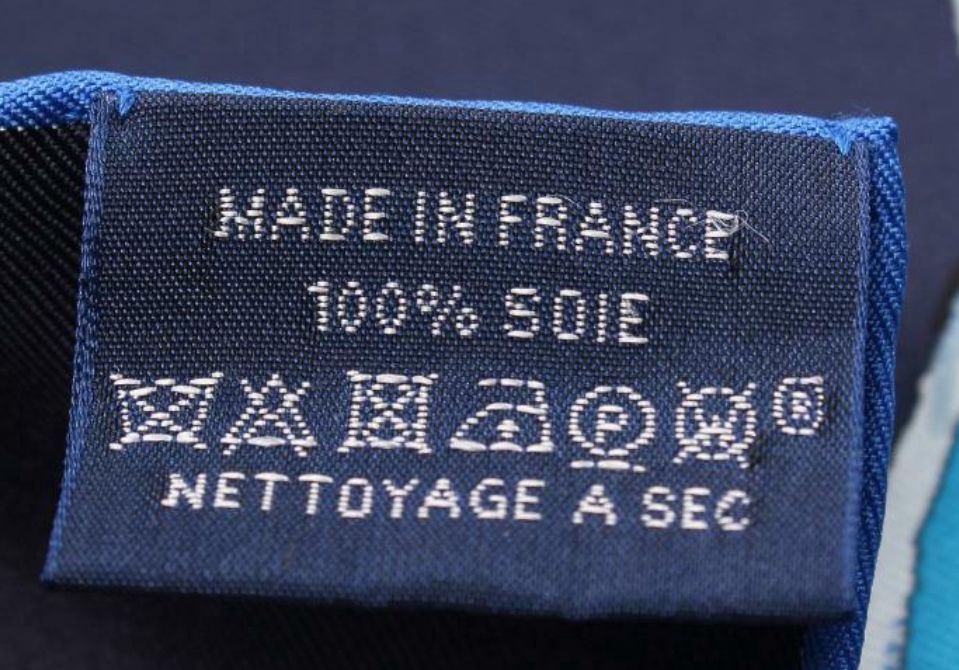 MADE IN FRANCE
100% SOIE
NETTOYAGE A SEC